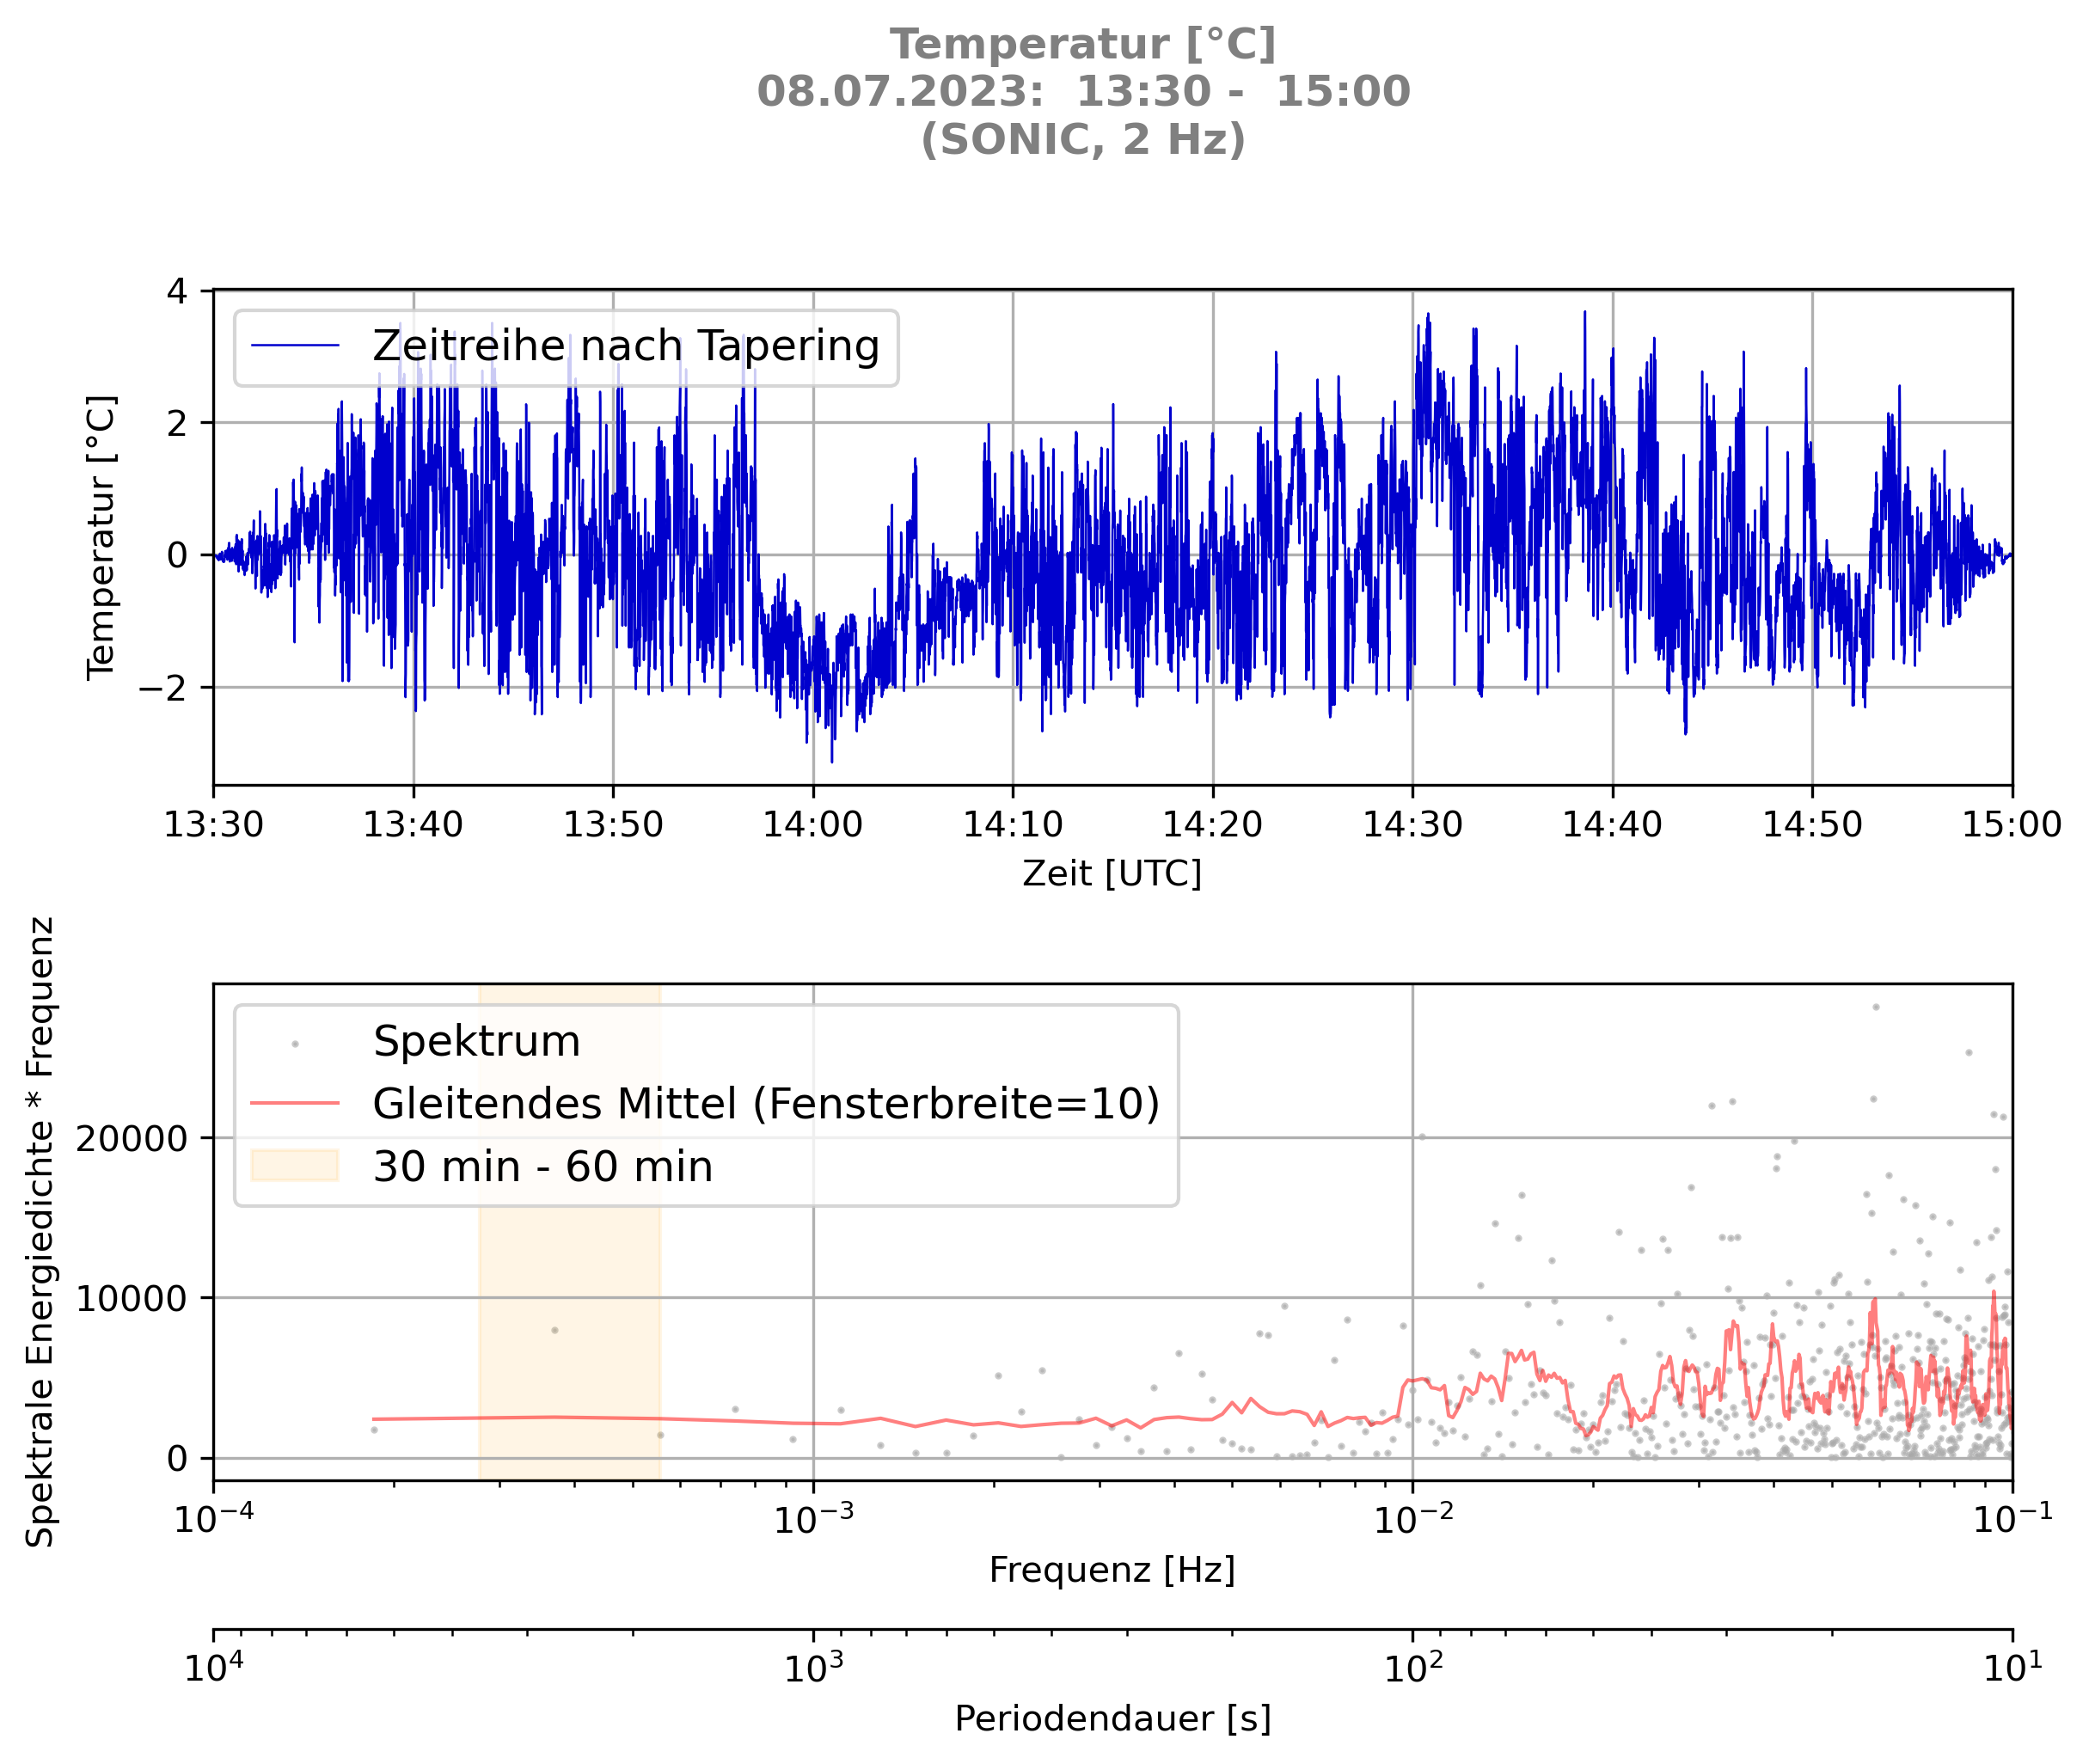 Temperatur [°C]
08.07.2023:  13:30 -  15:00
(SONIC, 2 Hz)
Temperatur [°C]
4
2
0
−2
Zeitreihe nach Tapering
13:30 13:40 13:50 14:00 14:10 14:20 14:30 14:40 14:50 15:00
Zeit [UTC]
Spektrale Energiedichte * Frequenz
20000
10000
0
Spektrum
Gleitendes Mittel (Fensterbreite=10)
30 min - 60 min
10⁻⁴ 10⁻³ 10⁻² 10⁻¹
Frequenz [Hz]
10⁴ 10³ 10² 10¹
Periodendauer [s]